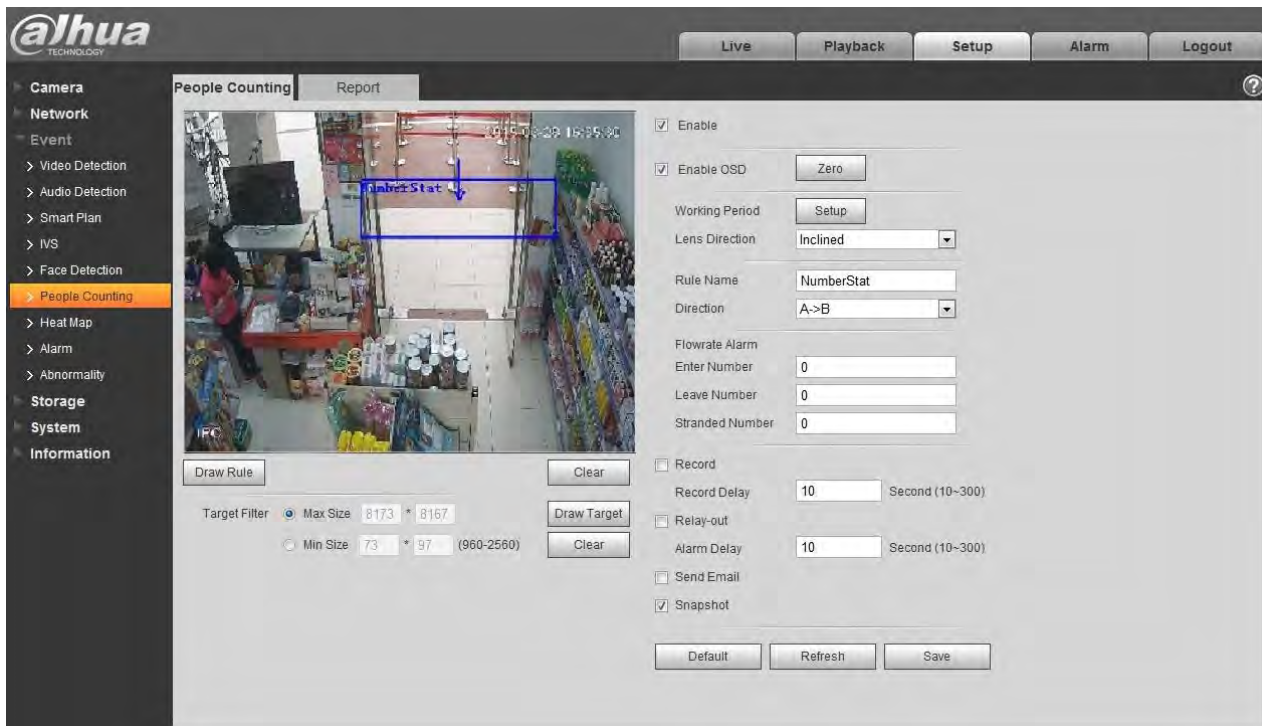 alhua
TECHNOLOGY
Live
Playback
Setup
Alarm
Logout
Camera
Network
Event
> Video Detection
> Audio Detection
> Smart Plan
> IVS
> Face Detection
> People Counting
> Heat Map
> Alarm
> Abnormality
Storage
System
Information
People Counting
Report
NumberStat
IPC
Draw Rule
Clear
Target Filter
Max Size 8173 * 8167
Draw Target
Min Size 73 * 97 (960-2560)
Clear
Enable
Enable OSD
Zero
Working Period
Setup
Lens Direction
Inclined
Rule Name
NumberStat
Direction
A->B
Flowrate Alarm
Enter Number
0
Leave Number
0
Stranded Number
0
Record
Record Delay
10
Second (10~300)
Relay-out
Alarm Delay
10
Second (10~300)
Send Email
Snapshot
Default
Refresh
Save